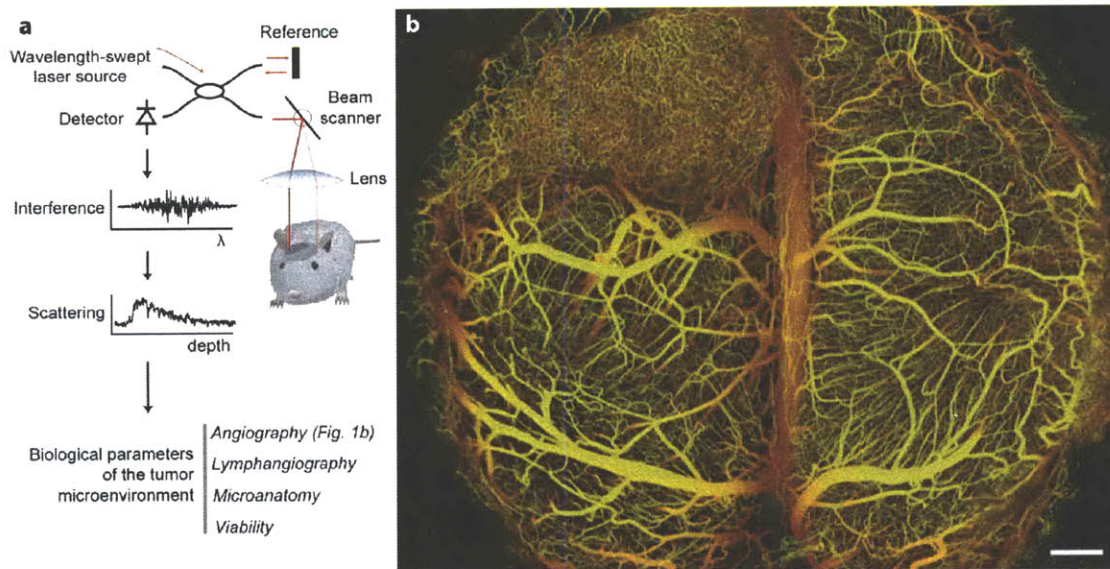 a
Reference
Wavelength-swept
laser source
Beam
scanner
Detector
Lens
Interference
λ
Scattering
depth
Biological parameters
of the tumor
microenvironment
Angiography (Fig. 1b)
Lymphangiography
Microanatomy
Viability
b